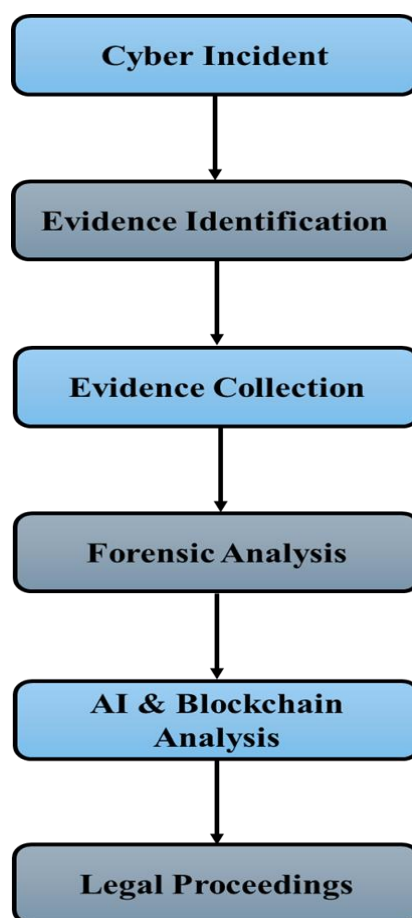 Cyber Incident
Evidence Identification
Evidence Collection
Forensic Analysis
AI & Blockchain
Analysis
Legal Proceedings